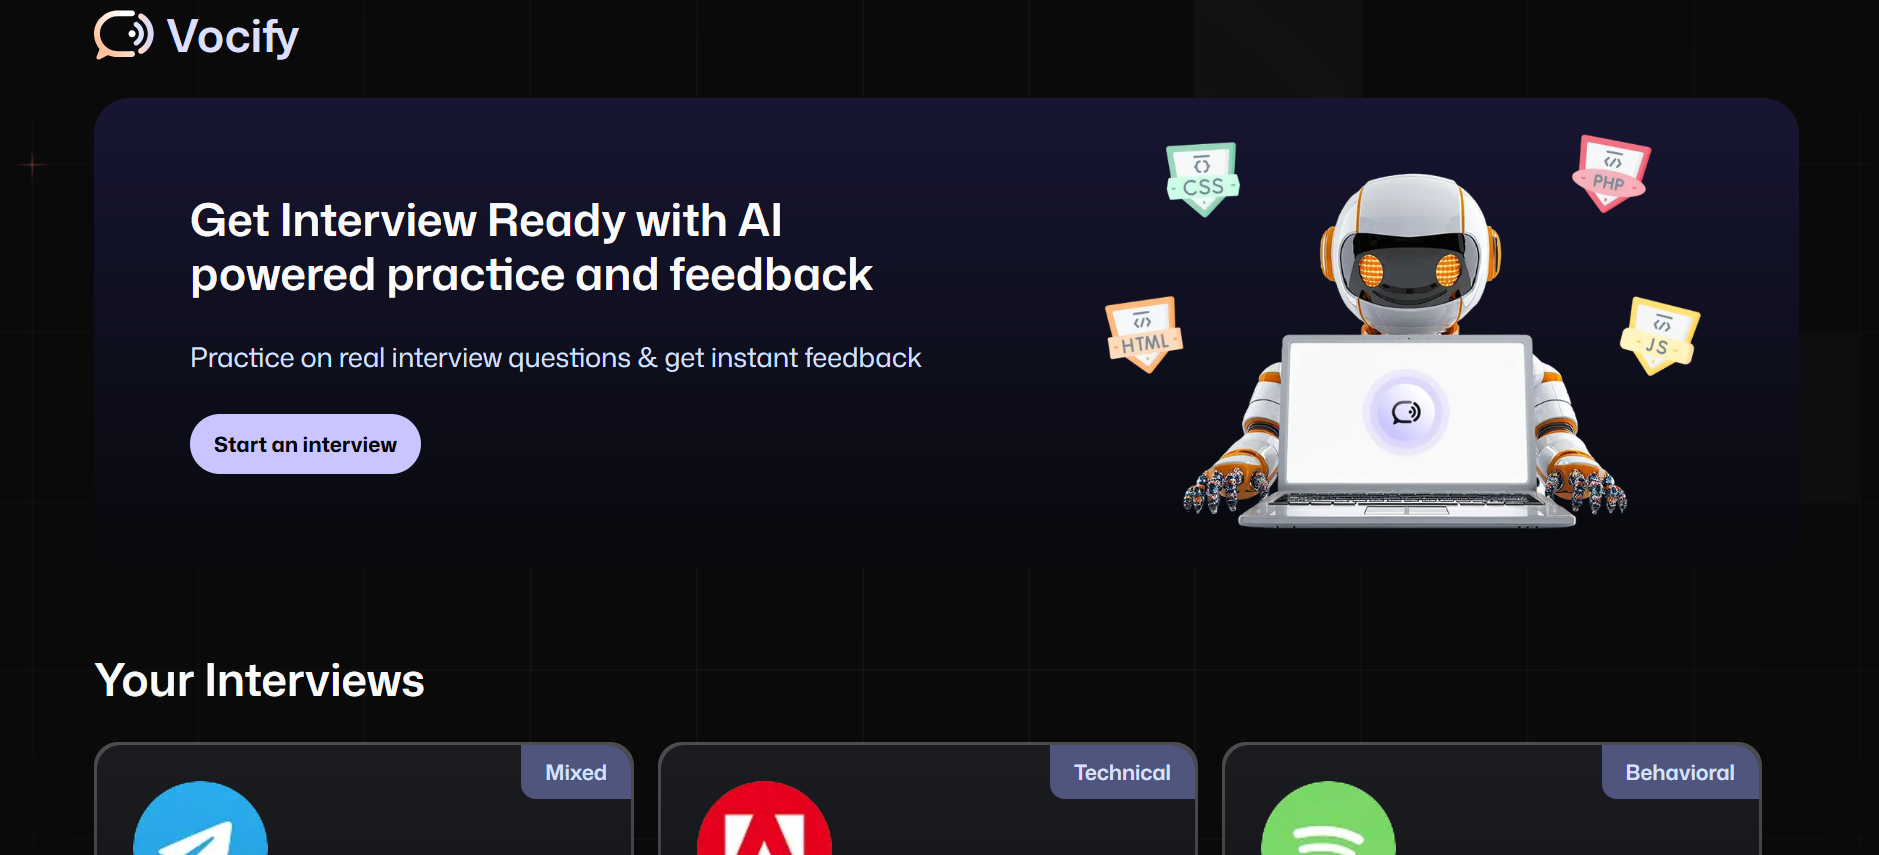 Vocify
Get Interview Ready with AI
powered practice and feedback
Practice on real interview questions & get instant feedback
Start an interview
CSS
PHP
HTML
JS
Your Interviews
Mixed
Technical
Behavioral